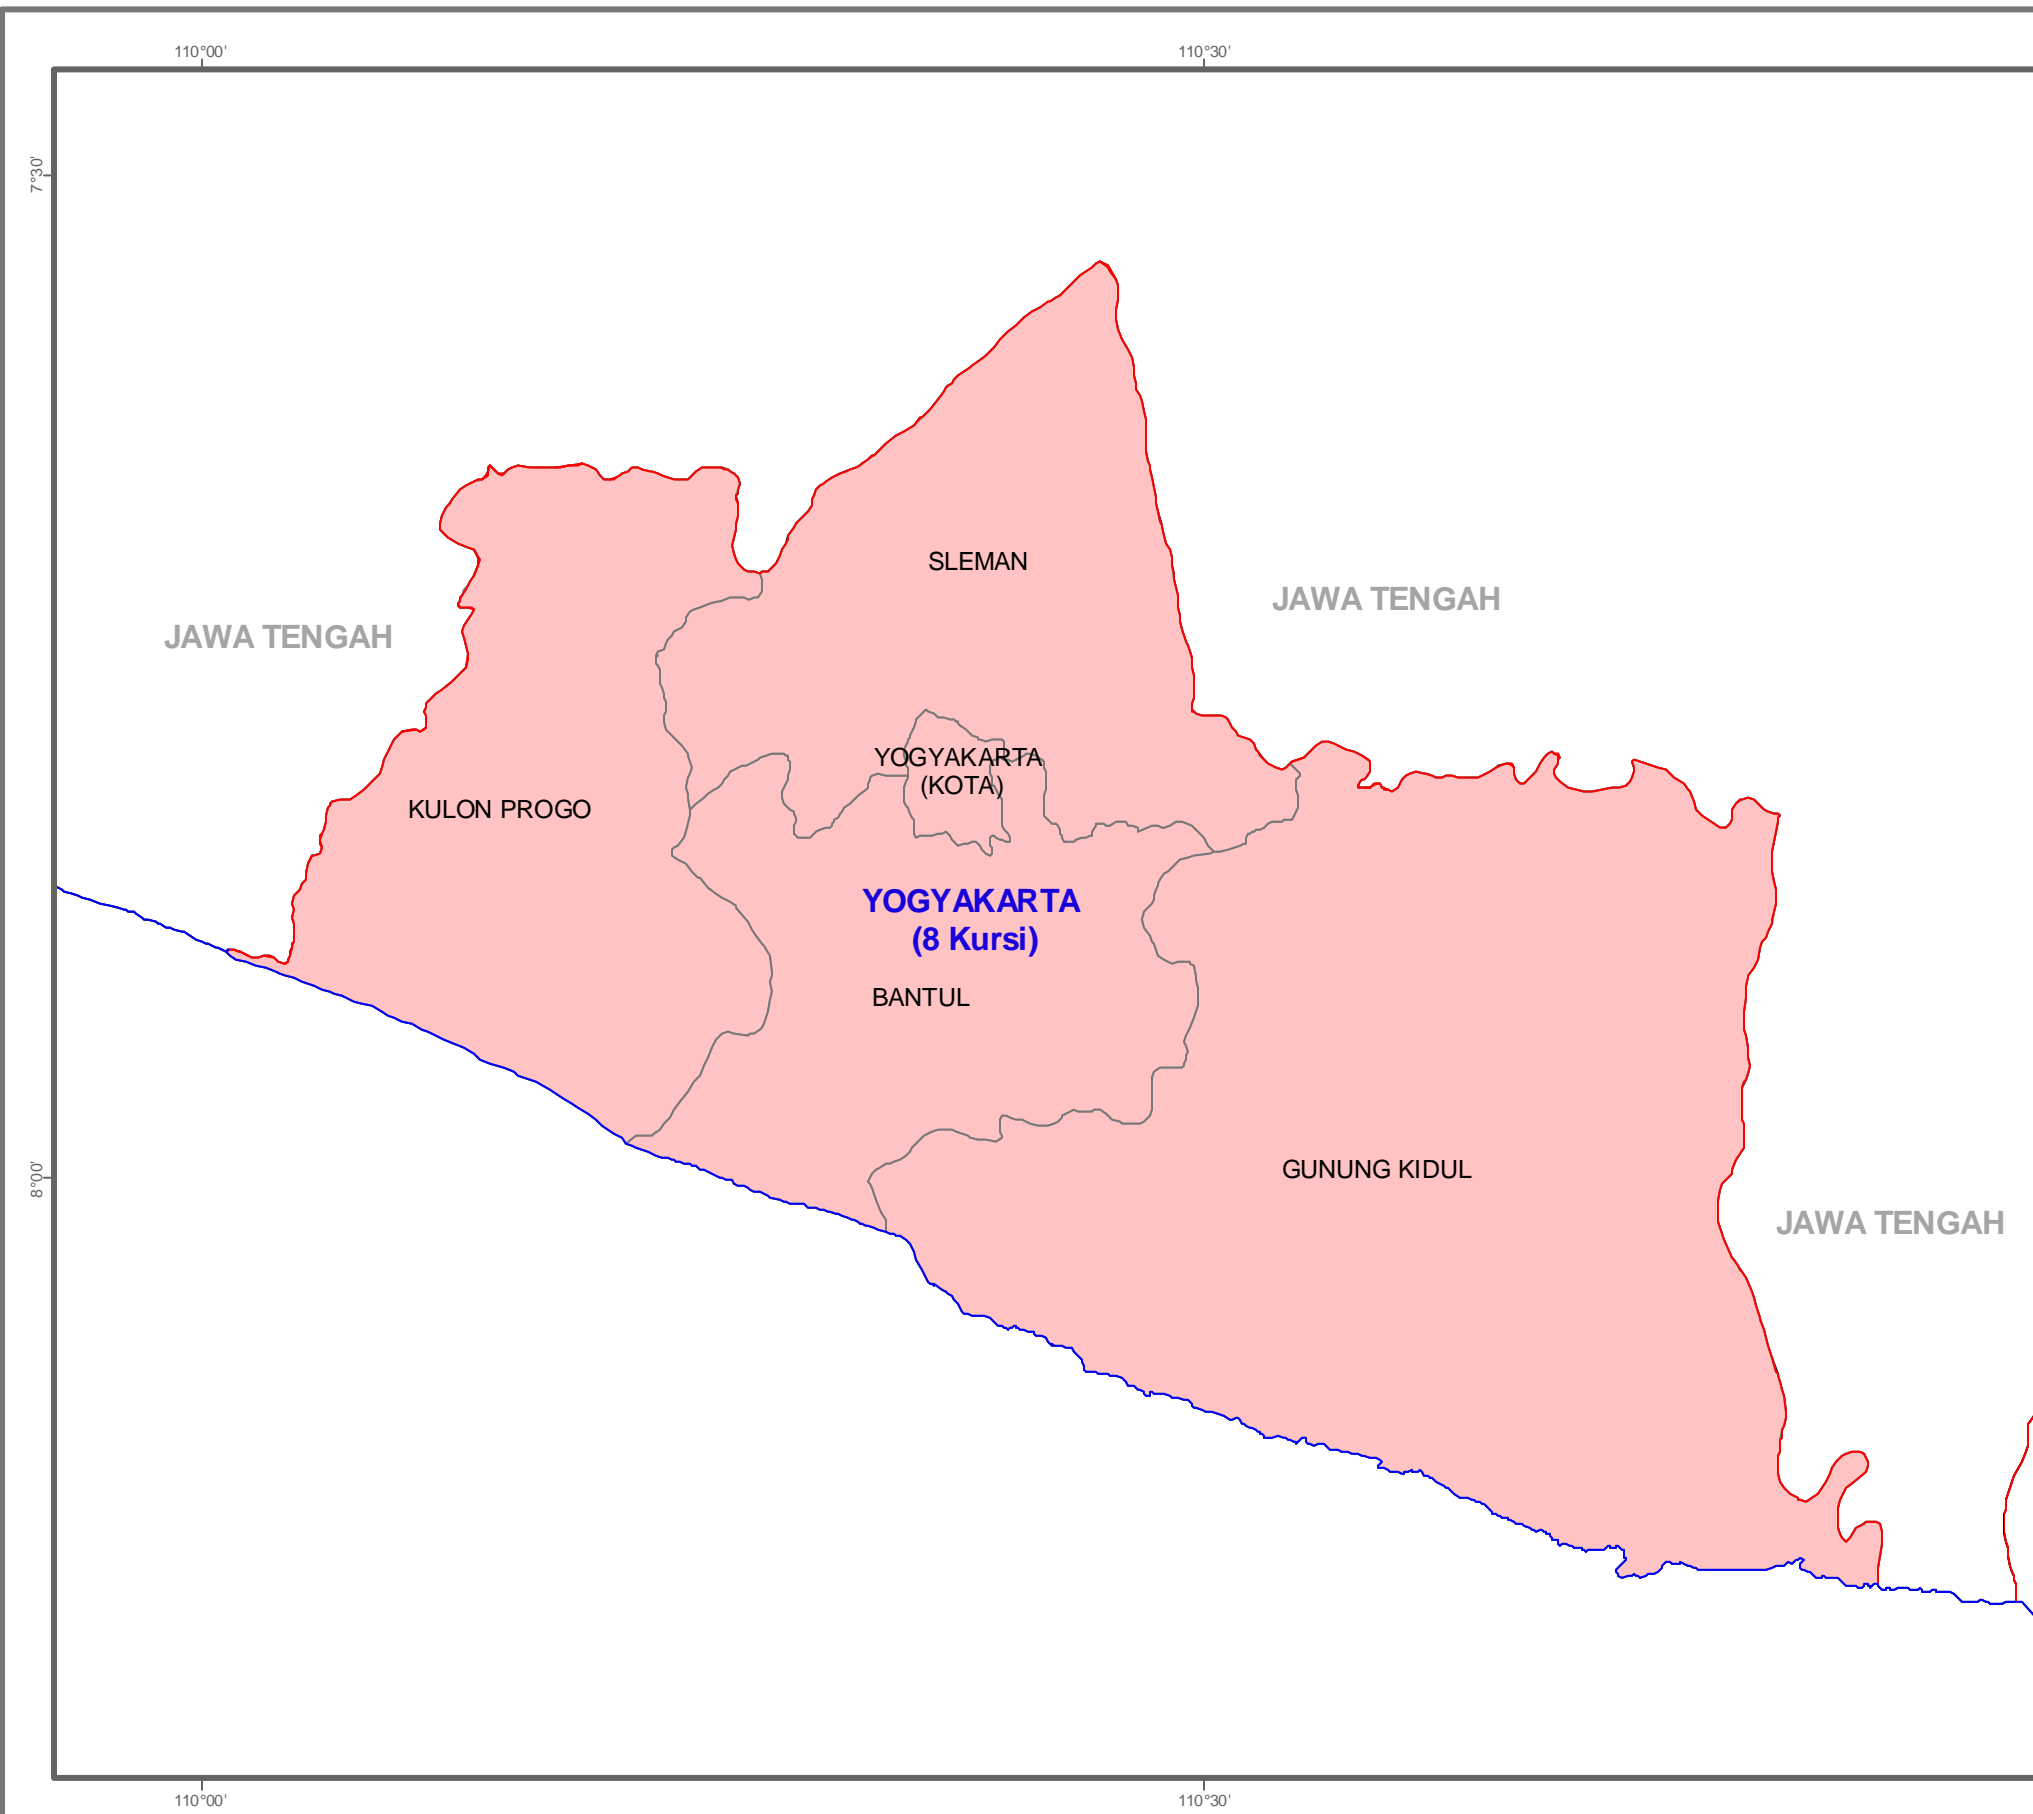 110°00'
110°30'
7°30'
SLEMAN
JAWA TENGAH
JAWA TENGAH
YOGYAKARTA
(KOTA)
KULON PROGO
YOGYAKARTA
(8 Kursi)
BANTUL
GUNUNG KIDUL
8°00'
JAWA TENGAH
110°00'
110°30'